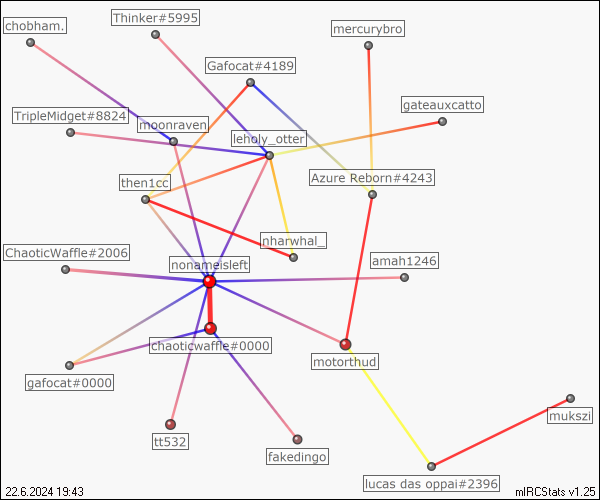 Thinker#5995
chobham.
mercurybro
Gafocat#4189
gateauxcatto
TripleMidget#8824
moonraven
leholy_otter
Azure Reborn#4243
then1cc
nharwhal_
ChaoticWaffle#2006
nonameisleft
amah1246
chaoticwaffle#0000
motorthud
gafocat#0000
mukszi
tt532
fakedingo
lucas das oppai#2396
22.6.2024 19:43
mIRCStats v1.25